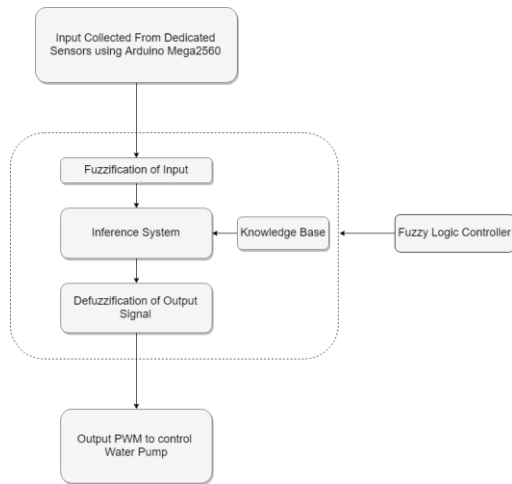 Input Collected From Dedicated
Sensors using Arduino Mega2560
Fuzzification of Input
Inference System
Knowledge Base
Fuzzy Logic Controller
Defuzzification of Output
Signal
Output PWM to control
Water Pump